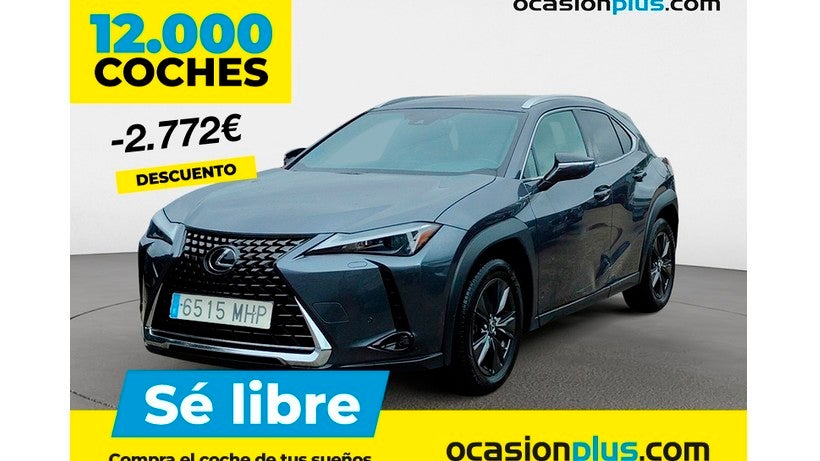 ocasionplus.com
12.000
COCHES
-2.772€
DESCUENTO
6515 MHP
Sé libre
Compra el coche de tus sueños
ocasionplus.com